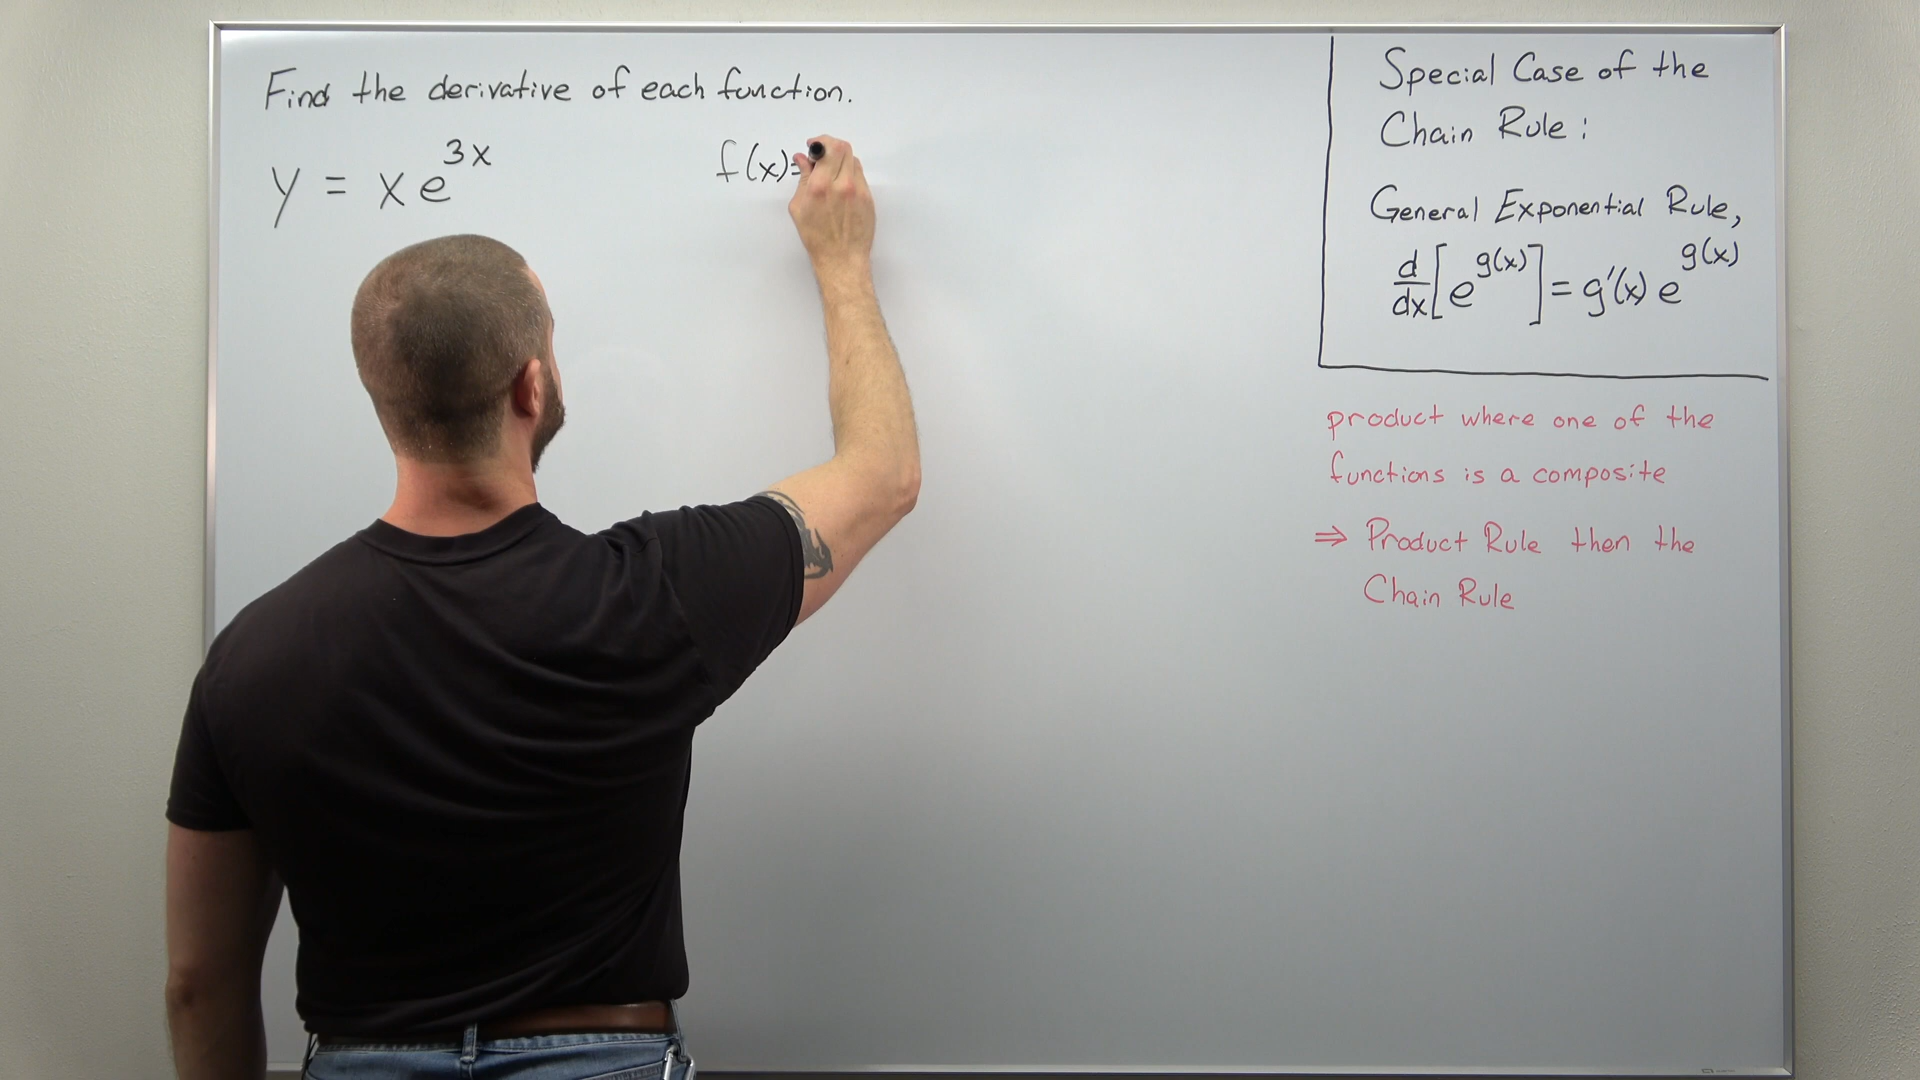 Find the derivative of each function.
y = xe^{3x}
f(x)=
Special Case of the
Chain Rule:
General Exponential Rule,
d/dx[e^{g(x)}] = g'(x) e^{g(x)}
product where one of the
functions is a composite
⇒ Product Rule then the
Chain Rule